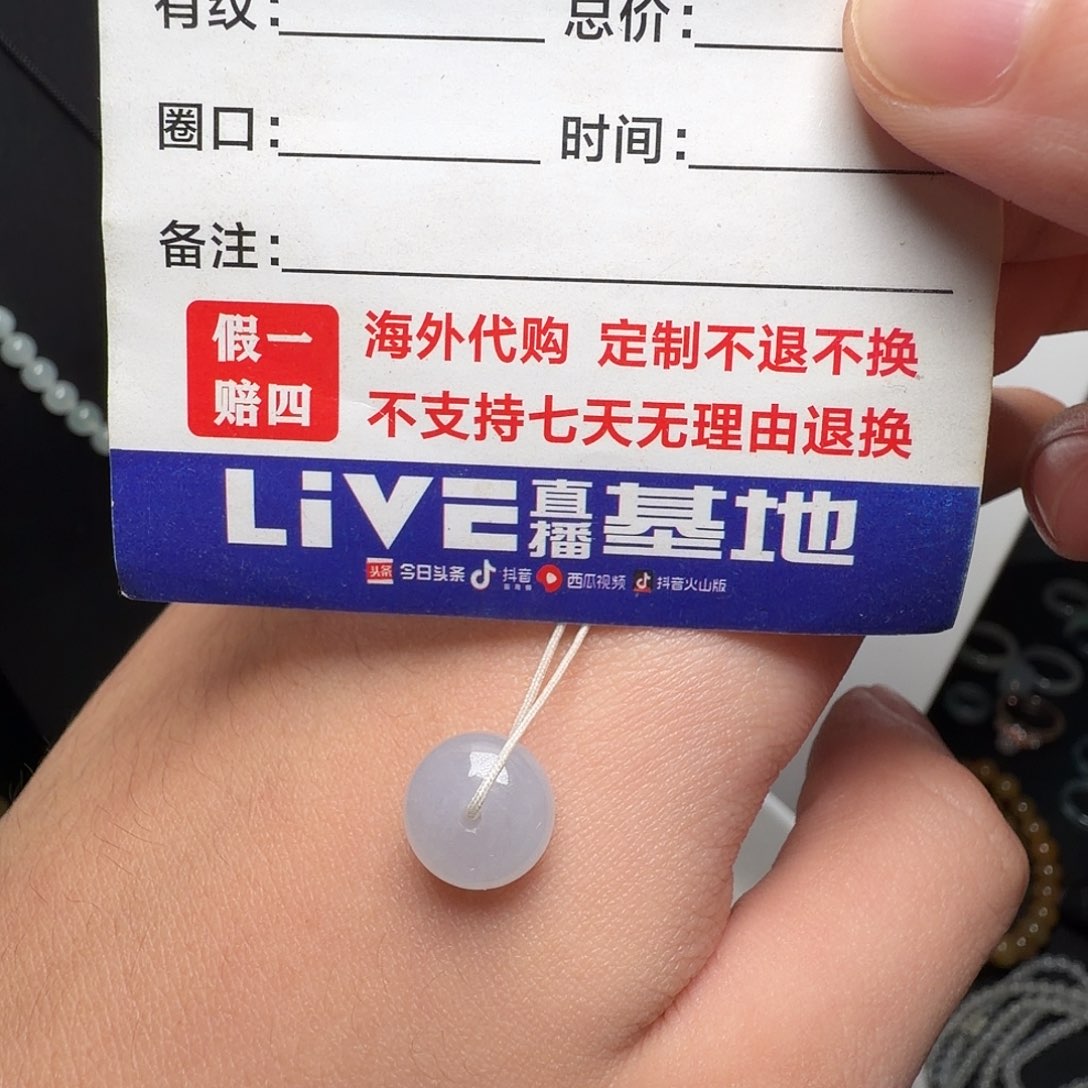 有纹: 总价:
圈口: 时间:
备注:
假一
赔四
海外代购 定制不退不换
不支持七天无理由退换
LiVE直播基地
头条 今日头条 抖音 西瓜视频 抖音火山版